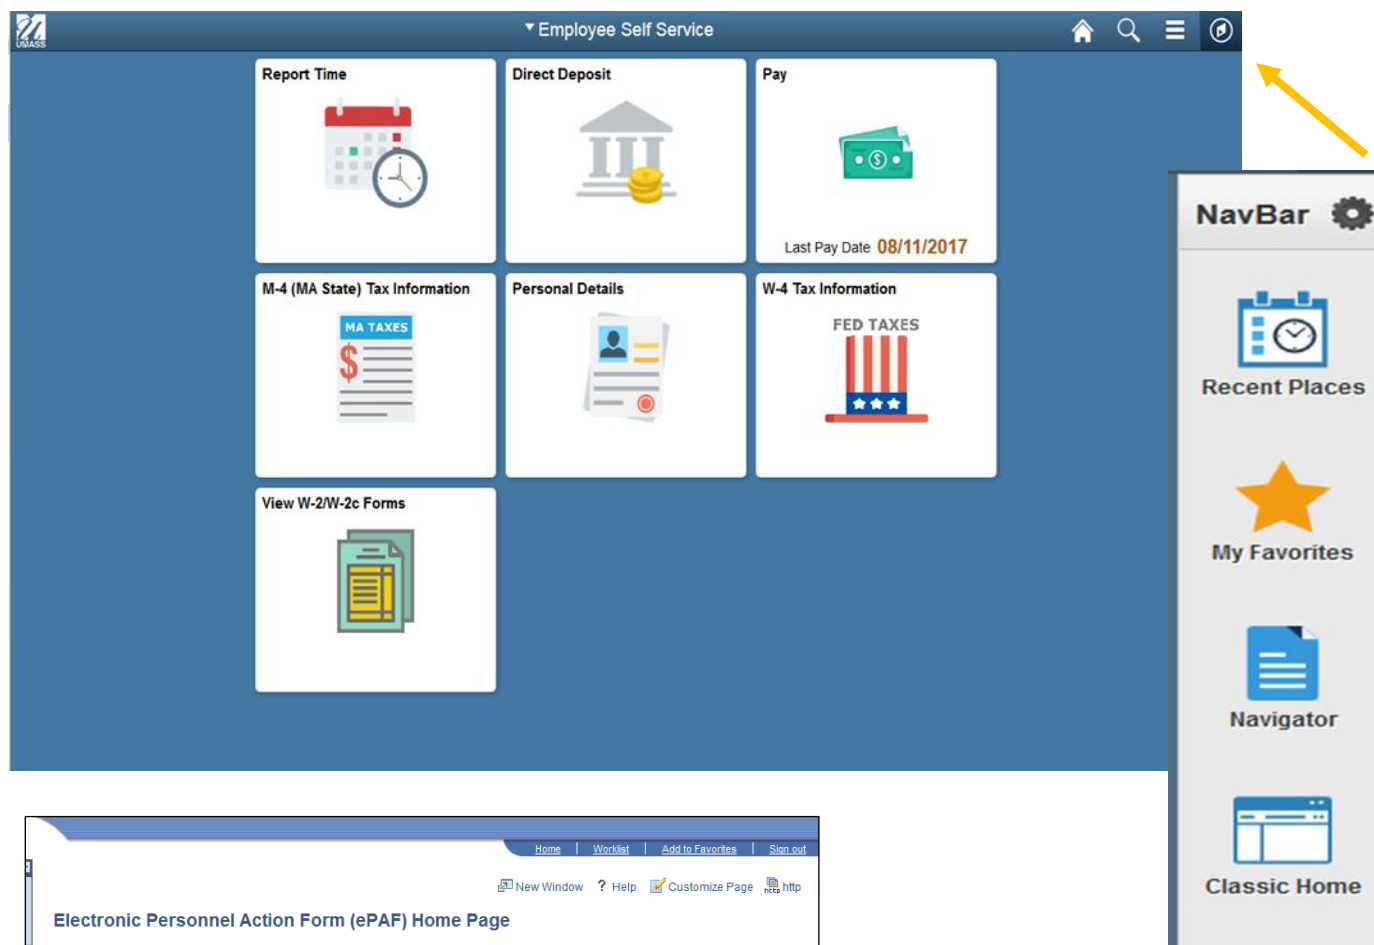 UMASS
Employee Self Service
Report Time
Direct Deposit
Pay
Last Pay Date 08/11/2017
M-4 (MA State) Tax Information
MA TAXES
$
Personal Details
W-4 Tax Information
FED TAXES
View W-2/W-2c Forms
NavBar
Recent Places
My Favorites
Navigator
Classic Home
Home | Worklist | Add to Favorites | Sign out
New Window ? Help Customize Page http
Electronic Personnel Action Form (ePAF) Home Page